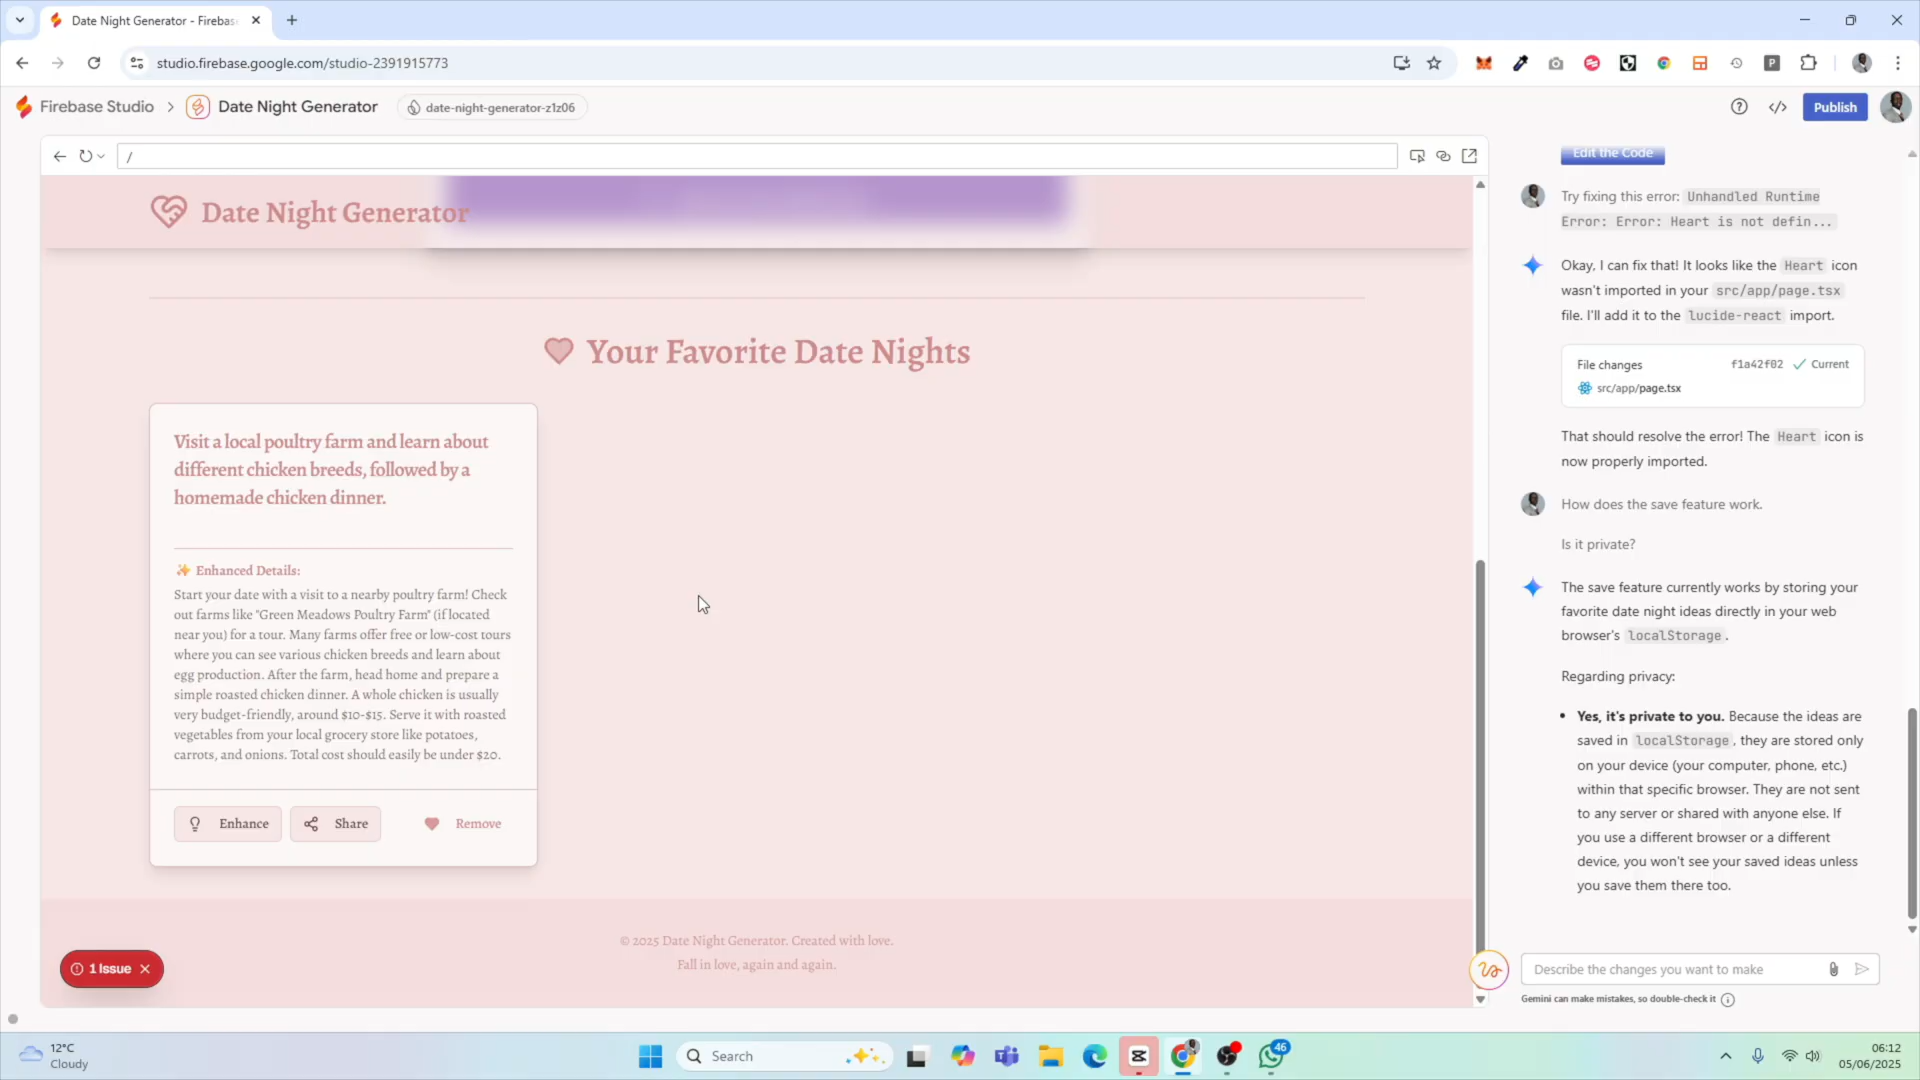 Date Night Generator - Firebas
studio.firebase.google.com/studio-2391915773
Firebase Studio
Date Night Generator
date-night-generator-z1z06
Publish
/
Date Night Generator
Your Favorite Date Nights
Visit a local poultry farm and learn about
different chicken breeds, followed by a
homemade chicken dinner.
✨ Enhanced Details:
Start your date with a visit to a nearby poultry farm! Check
out farms like "Green Meadows Poultry Farm" (if located
near you) for a tour. Many farms offer free or low-cost tours
where you can see various chicken breeds and learn about
egg production. After the farm, head home and prepare a
simple roasted chicken dinner. A whole chicken is usually
very budget-friendly, around $10-$15. Serve it with roasted
vegetables from your local grocery store like potatoes,
carrots, and onions. Total cost should easily be under $20.
Enhance
Share
Remove
© 2025 Date Night Generator. Created with love.
Fall in love, again and again.
1 Issue
Edit the Code
Try fixing this error: Unhandled Runtime
Error: Error: Heart is not defin...
Okay, I can fix that! It looks like the Heart icon
wasn't imported in your src/app/page.tsx
file. I'll add it to the lucide-react import.
File changes
f1a42f02
Current
src/app/page.tsx
That should resolve the error! The Heart icon is
now properly imported.
How does the save feature work.
Is it private?
The save feature currently works by storing your
favorite date night ideas directly in your web
browser's localStorage.
Regarding privacy:
• Yes, it's private to you. Because the ideas are
saved in localStorage, they are stored only
on your device (your computer, phone, etc.)
within that specific browser. They are not sent
to any server or shared with anyone else. If
you use a different browser or a different
device, you won't see your saved ideas unless
you save them there too.
Describe the changes you want to make
Gemini can make mistakes, so double-check it
12°C
Cloudy
Search
46
06:12
05/06/2025